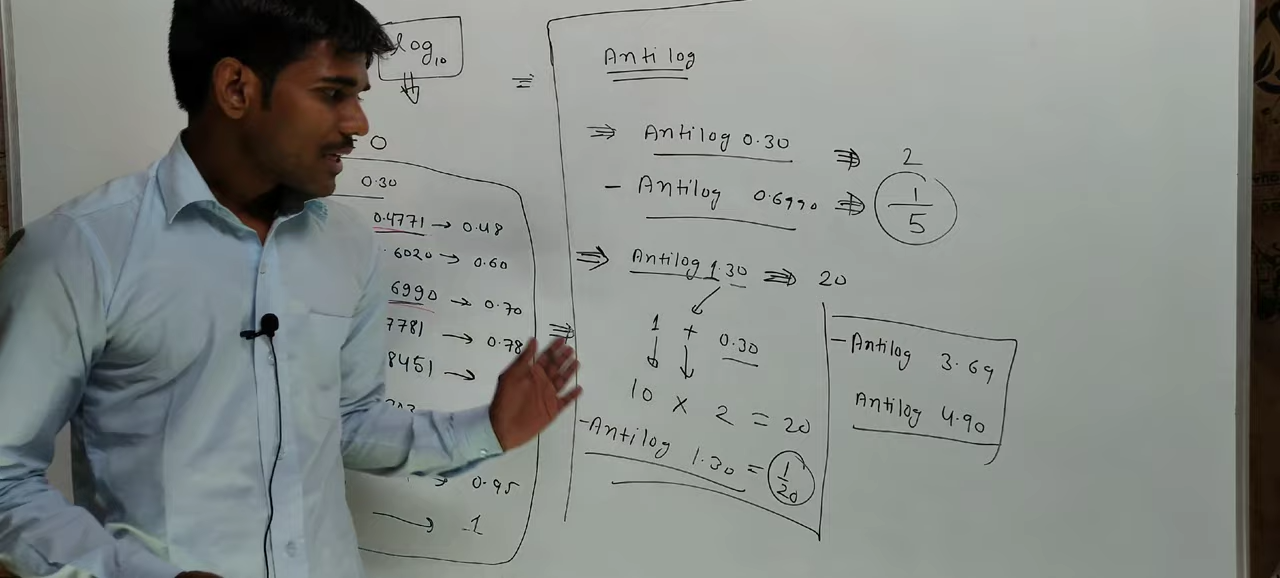 log10
= 0
0.30
0.4771 → 0.48
.6020 → 0.60
6990 → 0.70
7781 → 0.78
8451 →
→ 0.95
→ 1
=
Antilog
⇒ Antilog 0.30 ⇒ 2
- Antilog 0.6990 ⇒ 1/5
⇒ Antilog 1.30 ⇒ 20
1 + 0.30
10 × 2 = 20
- Antilog 1.30 = 1/20
- Antilog 3.69
Antilog 4.90